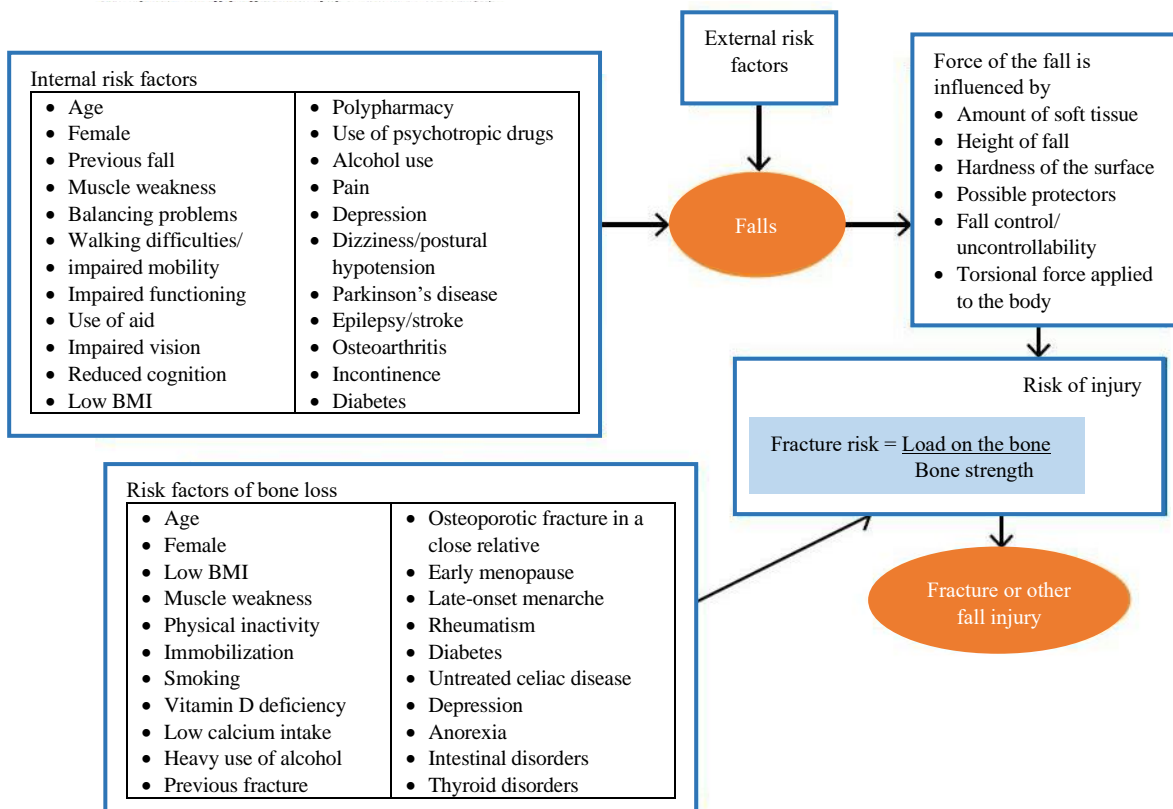 Internal risk factors
• Age
• Female
• Previous fall
• Muscle weakness
• Balancing problems
• Walking difficulties/
• impaired mobility
• Impaired functioning
• Use of aid
• Impaired vision
• Reduced cognition
• Low BMI
• Polypharmacy
• Use of psychotropic drugs
• Alcohol use
• Pain
• Depression
• Dizziness/postural
hypotension
• Parkinson’s disease
• Epilepsy/stroke
• Osteoarthritis
• Incontinence
• Diabetes
External risk
factors
Falls
Force of the fall is
influenced by
• Amount of soft tissue
• Height of fall
• Hardness of the surface
• Possible protectors
• Fall control/
uncontrollability
• Torsional force applied
to the body
Risk of injury
Fracture risk = Load on the bone
Bone strength
Risk factors of bone loss
• Age
• Female
• Low BMI
• Muscle weakness
• Physical inactivity
• Immobilization
• Smoking
• Vitamin D deficiency
• Low calcium intake
• Heavy use of alcohol
• Previous fracture
• Osteoporotic fracture in a
close relative
• Early menopause
• Late-onset menarche
• Rheumatism
• Diabetes
• Untreated celiac disease
• Depression
• Anorexia
• Intestinal disorders
• Thyroid disorders
Fracture or other
fall injury